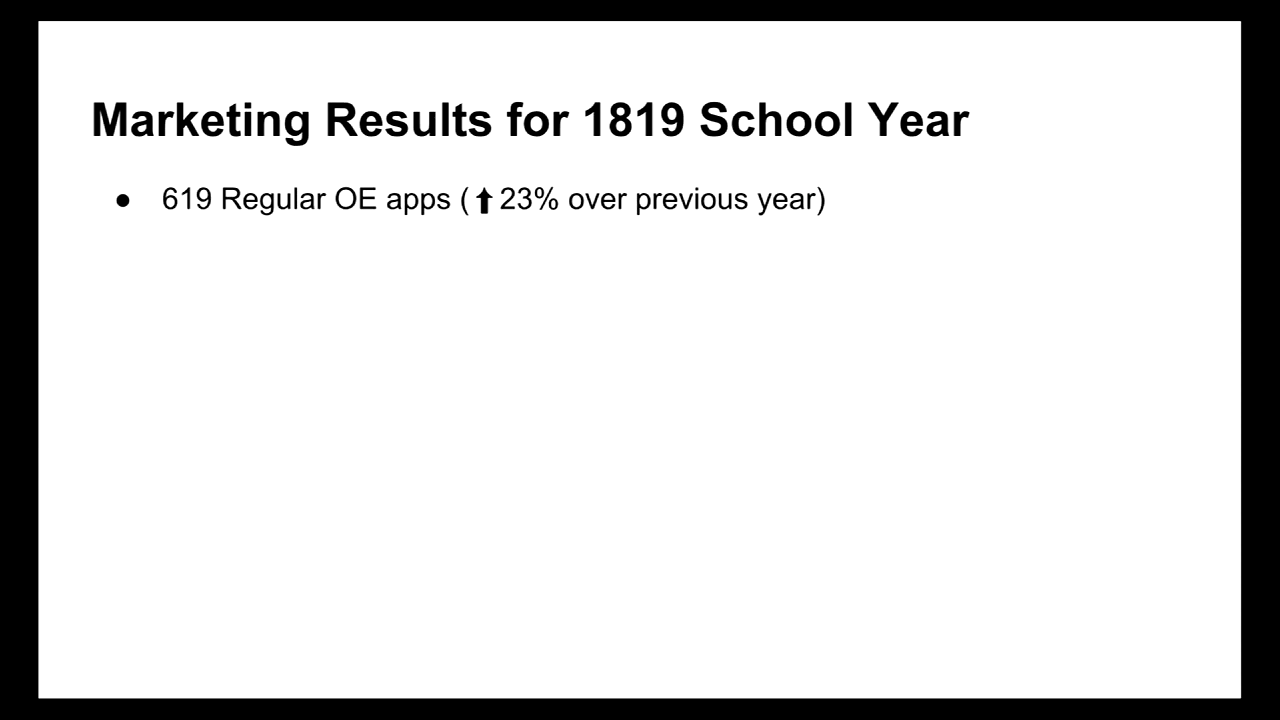 Marketing Results for 1819 School Year
● 619 Regular OE apps (⬆23% over previous year)